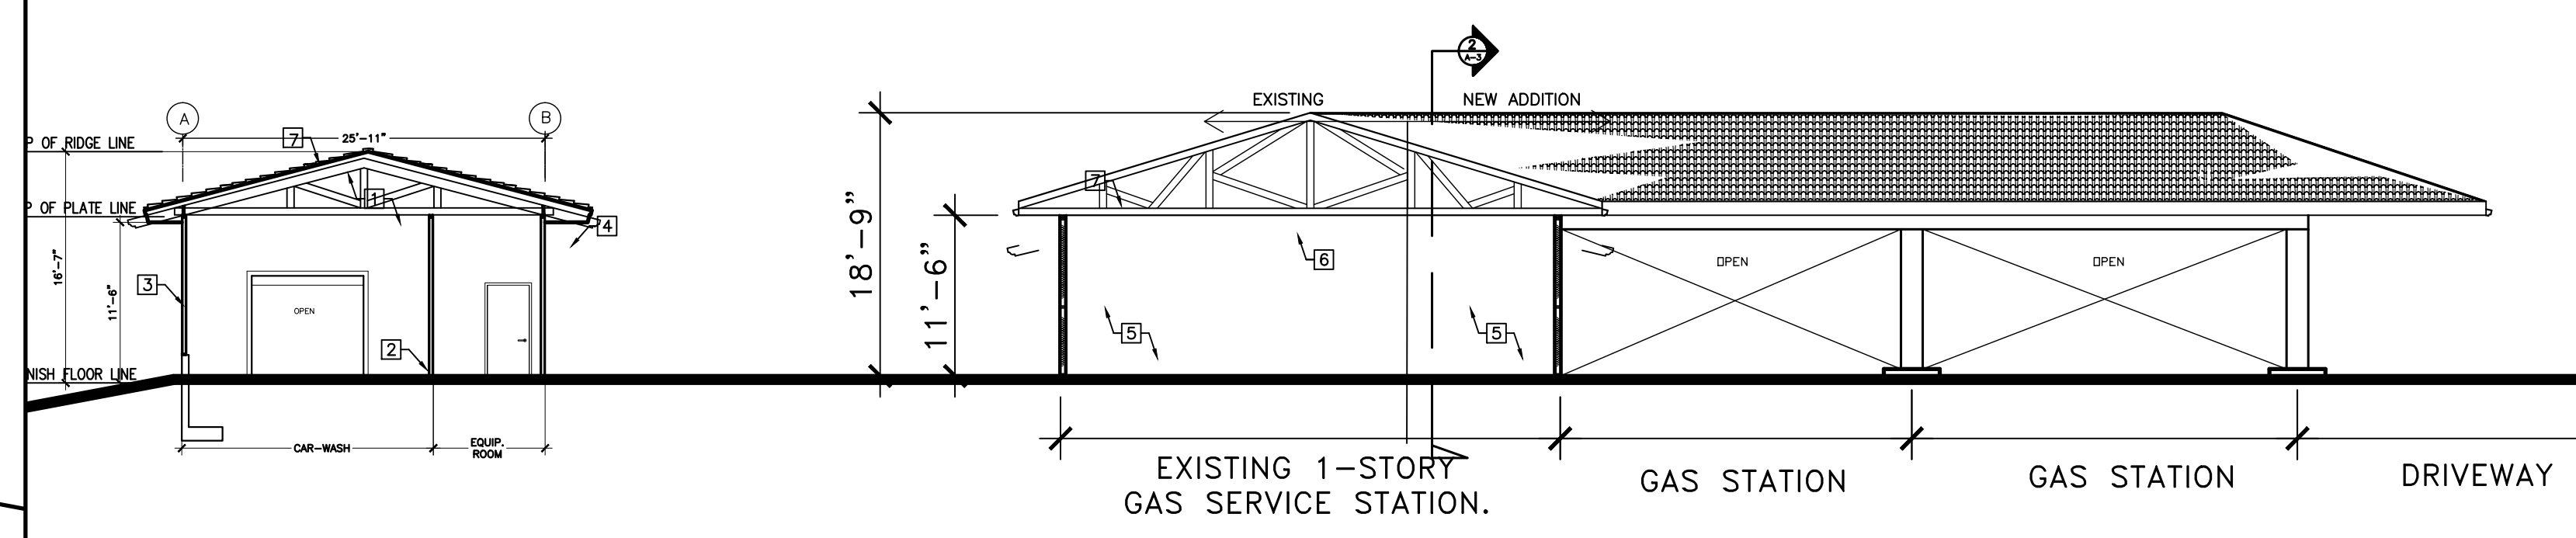 2
A-3
EXISTING
NEW ADDITION
A
B
25'-11"
7
P OF RIDGE LINE
1
7
P OF PLATE LINE
4
16'-7"
11'-6"
18'-9"
11'-6"
6
OPEN
OPEN
3
OPEN
5
5
2
NISH FLOOR LINE
CAR-WASH
EQUIP.
ROOM
EXISTING 1-STORY
GAS SERVICE STATION.
GAS STATION
GAS STATION
DRIVEWAY